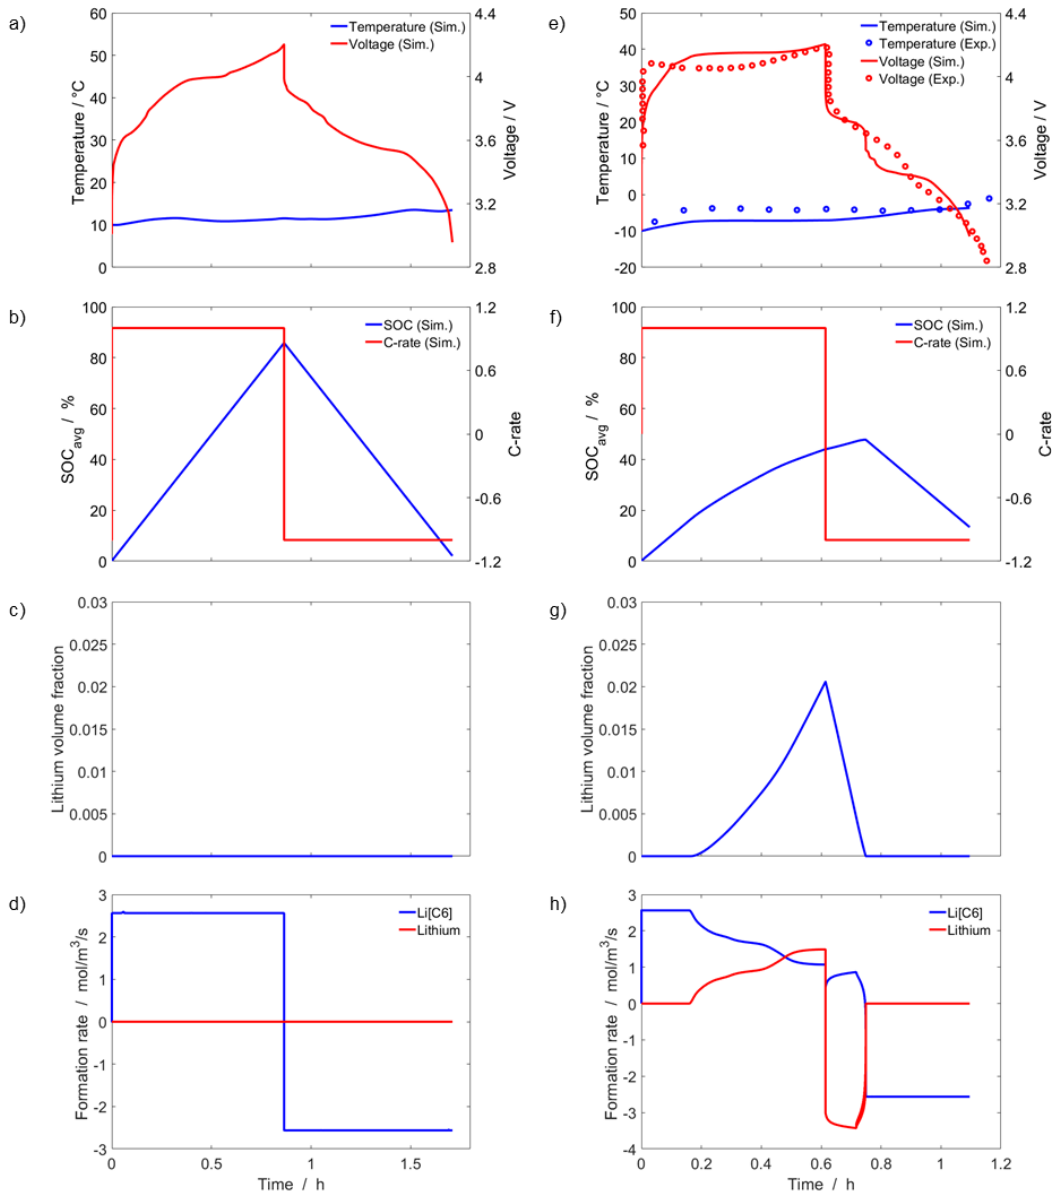 a)
60
50
40
30
20
10
0
Temperature / °C
4.4
4
3.6
3.2
2.8
Voltage / V
Temperature (Sim.)
Voltage (Sim.)
e)
50
40
30
20
10
0
-10
-20
Temperature / °C
4.4
4
3.6
3.2
2.8
Voltage / V
Temperature (Sim.)
Temperature (Exp.)
Voltage (Sim.)
Voltage (Exp.)
b)
100
80
60
40
20
0
SOCavg / %
1.2
0.6
0
-0.6
-1.2
C-rate
SOC (Sim.)
C-rate (Sim.)
f)
100
80
60
40
20
0
SOCavg / %
1.2
0.6
0
-0.6
-1.2
C-rate
SOC (Sim.)
C-rate (Sim.)
c)
0.03
0.025
0.02
0.015
0.01
0.005
0
Lithium volume fraction
g)
0.03
0.025
0.02
0.015
0.01
0.005
0
Lithium volume fraction
d)
3
2
1
0
-1
-2
-3
Formation rate / mol/m³/s
Li[C6]
Lithium
0 0.5 1 1.5
Time / h
h)
3
2
1
0
-1
-2
-3
-4
Formation rate / mol/m³/s
Li[C6]
Lithium
0 0.2 0.4 0.6 0.8 1 1.2
Time / h